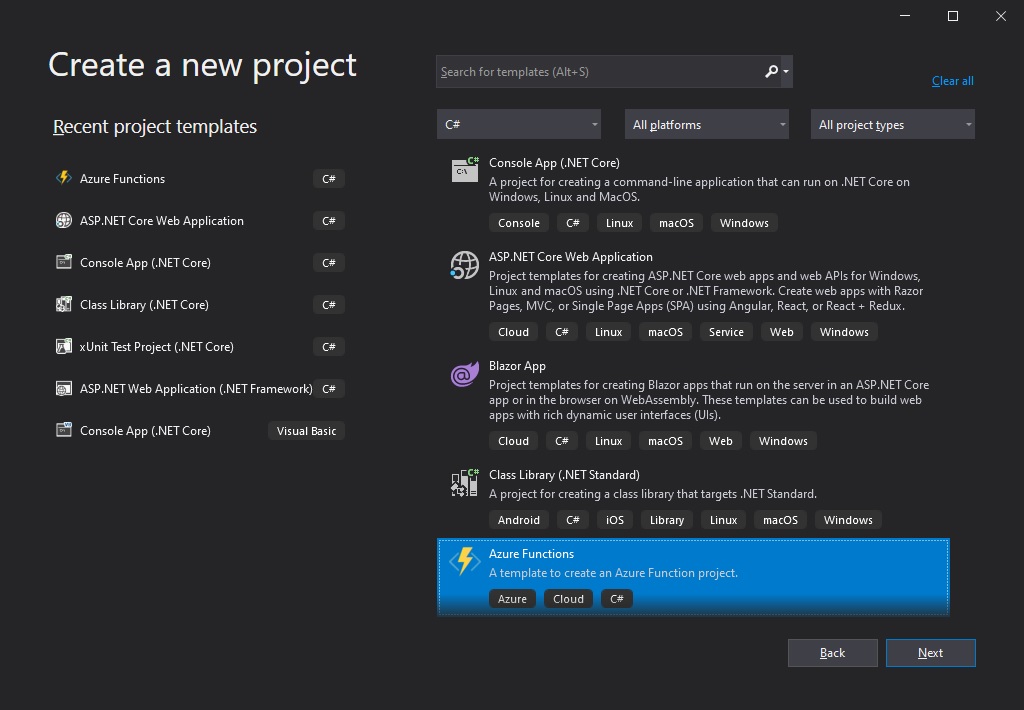 Create a new project
Search for templates (Alt+S)
Clear all
Recent project templates
C#
All platforms
All project types
Azure Functions C#
ASP.NET Core Web Application C#
Console App (.NET Core) C#
Class Library (.NET Core) C#
xUnit Test Project (.NET Core) C#
ASP.NET Web Application (.NET Framework) C#
Console App (.NET Core) Visual Basic
Console App (.NET Core)
A project for creating a command-line application that can run on .NET Core on
Windows, Linux and MacOS.
Console C# Linux macOS Windows
ASP.NET Core Web Application
Project templates for creating ASP.NET Core web apps and web APIs for Windows,
Linux and macOS using .NET Core or .NET Framework. Create web apps with Razor
Pages, MVC, or Single Page Apps (SPA) using Angular, React, or React + Redux.
Cloud C# Linux macOS Service Web Windows
Blazor App
Project templates for creating Blazor apps that run on the server in an ASP.NET Core
app or in the browser on WebAssembly. These templates can be used to build web
apps with rich dynamic user interfaces (UIs).
Cloud C# Linux macOS Web Windows
Class Library (.NET Standard)
A project for creating a class library that targets .NET Standard.
Android C# iOS Library Linux macOS Windows
Azure Functions
A template to create an Azure Function project.
Azure Cloud C#
Back
Next